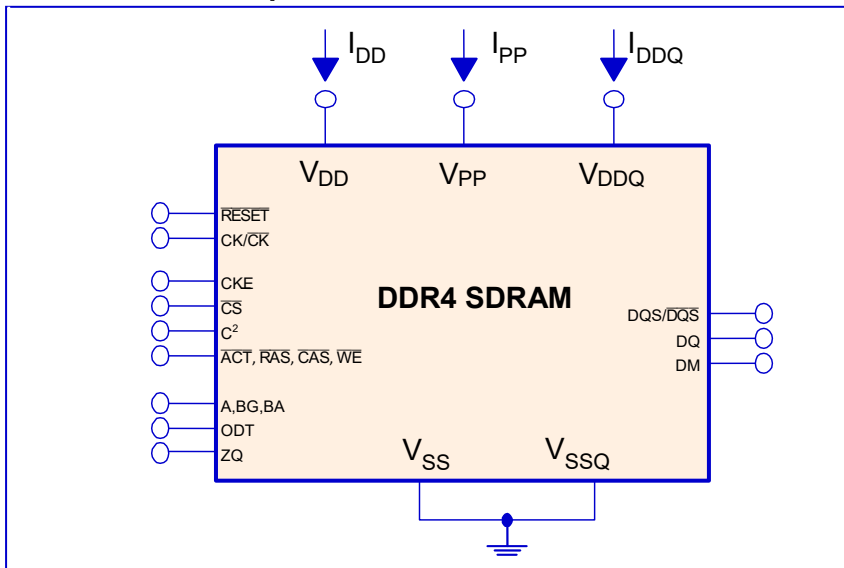 IDD IPP IDDQ
VDD VPP VDDQ
RESET
CK/CK
CKE
CS
C2
ACT, RAS, CAS, WE
DDR4 SDRAM
DQS/DQS
DQ
DM
A,BG,BA
ODT
ZQ
VSS VSSQ